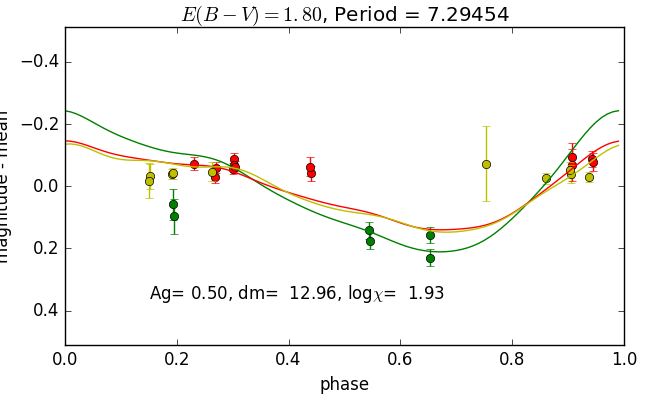 E(B − V) = 1.80, Period = 7.29454
−0.4
−0.2
0.0
0.2
0.4
magnitude - mean
Ag= 0.50, dm= 12.96, logχ= 1.93
0.0 0.2 0.4 0.6 0.8 1.0
phase